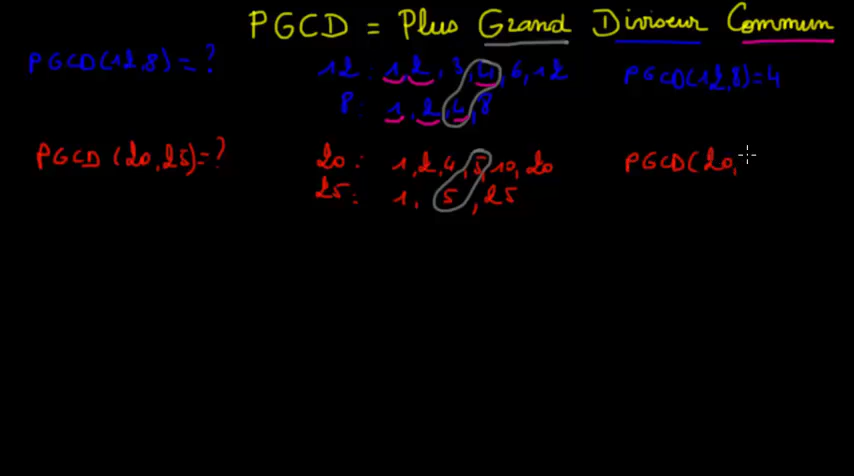 PGCD = Plus Grand Diviseur Commun
PGCD(12,8) = ? 12 : 1, 2, 3, 4, 6, 12 PGCD(12,8) = 4
8 : 1, 2, 4, 8
PGCD (20, 25) = ? 20 : 1, 2, 4, 5, 10, 20 PGCD(20,
25 : 1, 5, 25